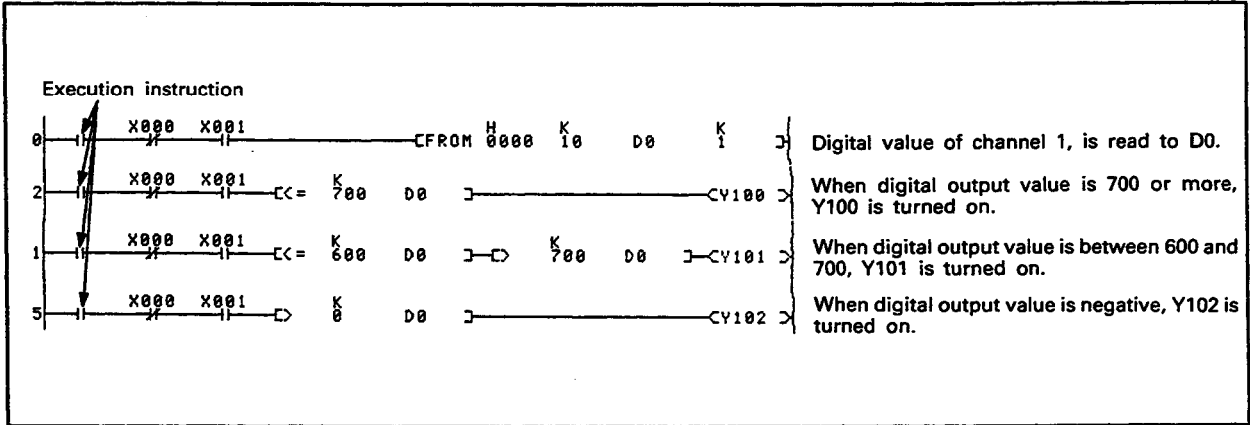 Execution instruction
X000 X001 H K K
0 FROM 0000 10 D0 1
Digital value of channel 1, is read to D0.
X000 X001 K
2 <= 700 D0 Y100
When digital output value is 700 or more,
Y100 is turned on.
X000 X001 K K
1 <= 600 D0 > 700 D0 Y101
When digital output value is between 600 and
700, Y101 is turned on.
X000 X001 K
5 > 0 D0 Y102
When digital output value is negative, Y102 is
turned on.